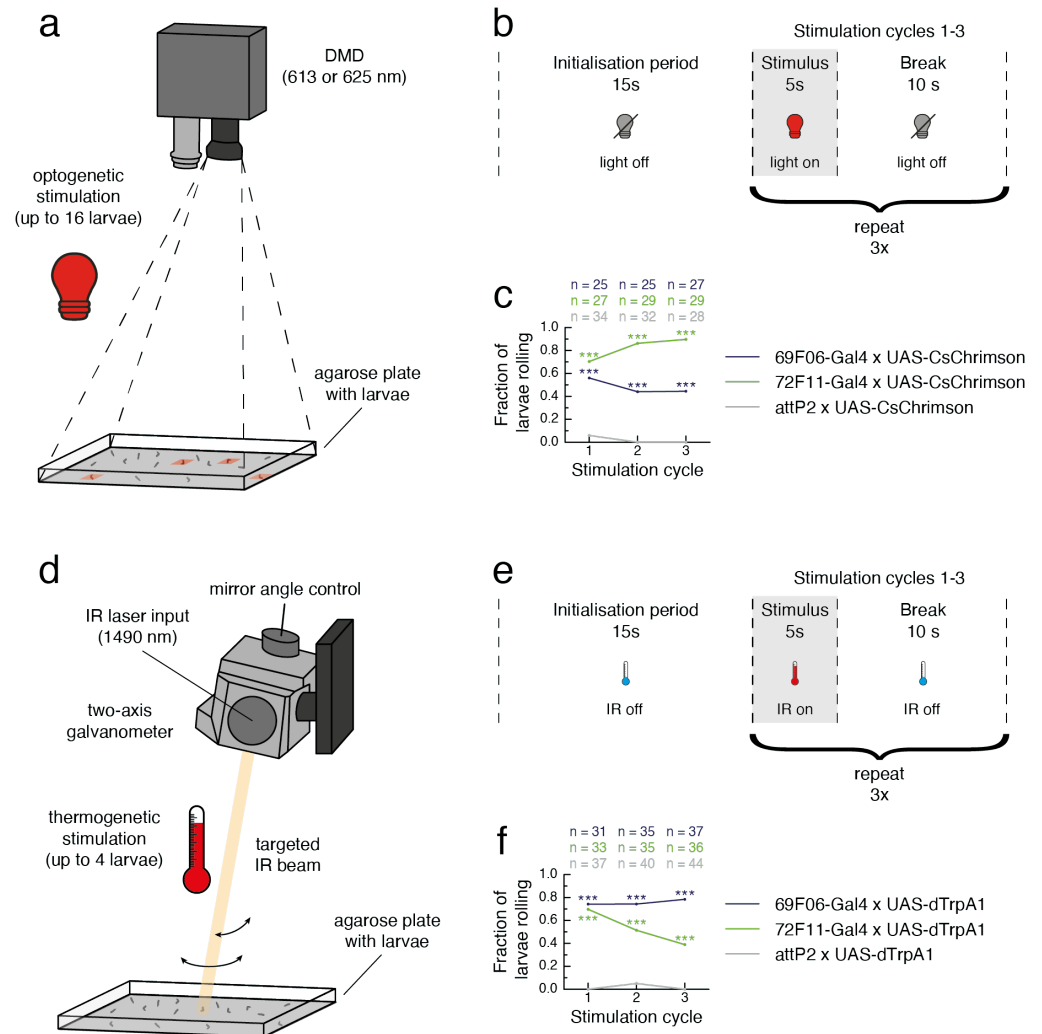 a
DMD
(613 or 625 nm)
optogenetic
stimulation
(up to 16 larvae)
agarose plate
with larvae
b
Stimulation cycles 1-3
Initialisation period
15s
light off
Stimulus
5s
light on
Break
10 s
light off
repeat
3x
c
n = 25 n = 25 n = 27
n = 27 n = 29 n = 29
n = 34 n = 32 n = 28
Fraction of
larvae rolling
1.0
0.8
0.6
0.4
0.2
0.0
*** *** ***
*** *** ***
1 2 3
Stimulation cycle
69F06-Gal4 x UAS-CsChrimson
72F11-Gal4 x UAS-CsChrimson
attP2 x UAS-CsChrimson
d
mirror angle control
IR laser input
(1490 nm)
two-axis
galvanometer
thermogenetic
stimulation
(up to 4 larvae)
targeted
IR beam
agarose plate
with larvae
e
Stimulation cycles 1-3
Initialisation period
15s
IR off
Stimulus
5s
IR on
Break
10 s
IR off
repeat
3x
f
n = 31 n = 35 n = 37
n = 33 n = 35 n = 36
n = 37 n = 40 n = 44
Fraction of
larvae rolling
1.0
0.8
0.6
0.4
0.2
0.0
*** *** ***
*** *** ***
1 2 3
Stimulation cycle
69F06-Gal4 x UAS-dTrpA1
72F11-Gal4 x UAS-dTrpA1
attP2 x UAS-dTrpA1